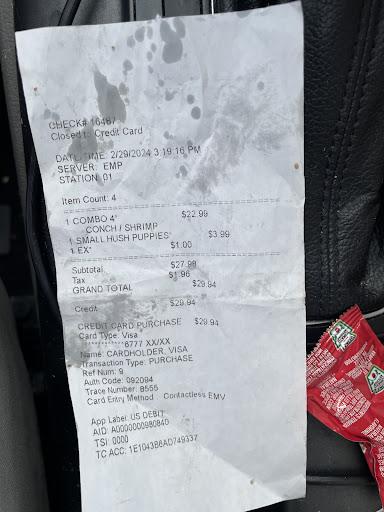 CHECK# 16487
Closed to: Credit Card
DATE/TIME: 2/29/2024 3:19:16 PM
SERVER: EMP
STATION: 01
Item Count: 4
1 COMBO 4* $22.99
CONCH / SHRIMP
1 SMALL HUSH PUPPIES* $3.99
1 EX* $1.00
Subtotal $27.98
Tax $1.96
GRAND TOTAL $29.94
Credit $29.94
CREDIT CARD PURCHASE $29.94
Card Type: Visa
************6777 XX/XX
Name: CARDHOLDER, VISA
Transaction Type: PURCHASE
Ref Num: 9
Auth Code: 092094
Trace Number: 8555
Card Entry Method Contactless EMV
App Label: US DEBIT
AID: A0000000980840
TSI: 0000
TC ACC: 1E1043B6AD749337